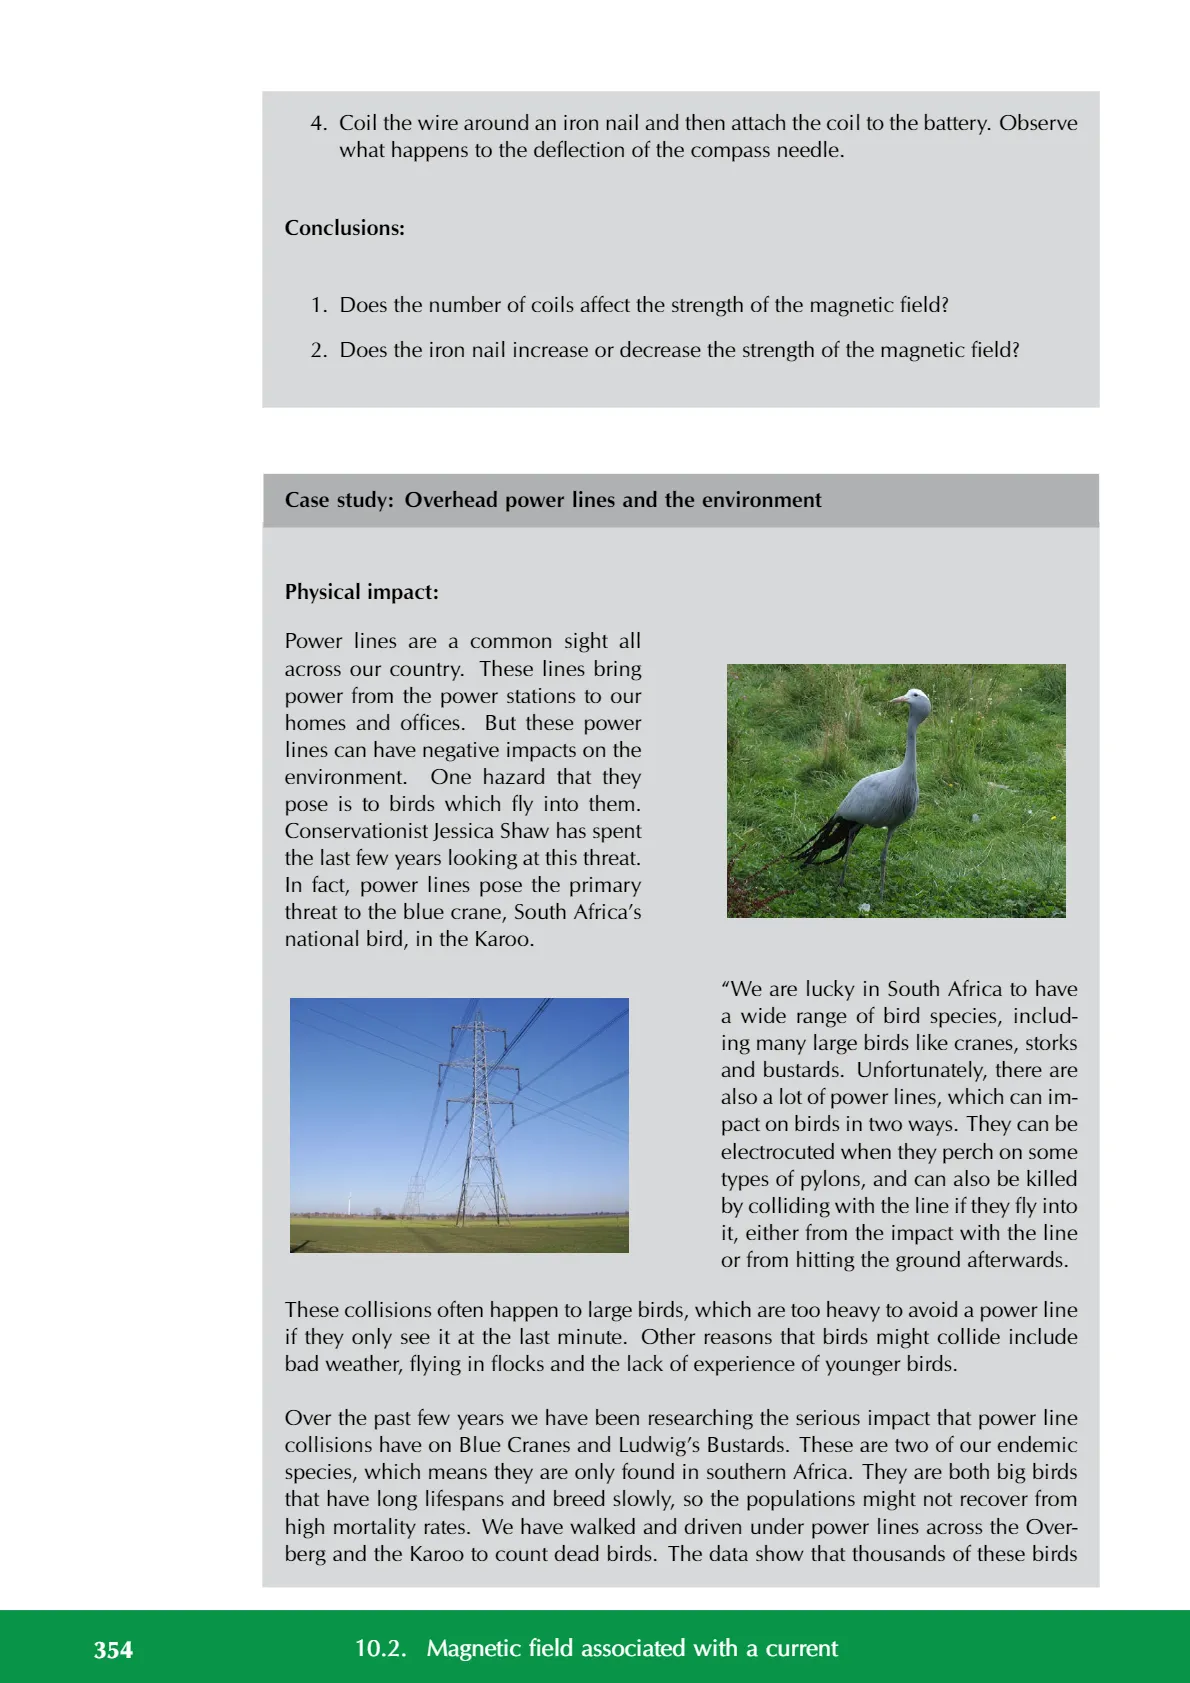 4. Coil the wire around an iron nail and then attach the coil to the battery. Observe
what happens to the deflection of the compass needle.
Conclusions:
1. Does the number of coils affect the strength of the magnetic field?
2. Does the iron nail increase or decrease the strength of the magnetic field?
Case study: Overhead power lines and the environment
Physical impact:
Power lines are a common sight all
across our country. These lines bring
power from the power stations to our
homes and offices. But these power
lines can have negative impacts on the
environment. One hazard that they
pose is to birds which fly into them.
Conservationist Jessica Shaw has spent
the last few years looking at this threat.
In fact, power lines pose the primary
threat to the blue crane, South Africa’s
national bird, in the Karoo.
“We are lucky in South Africa to have
a wide range of bird species, includ-
ing many large birds like cranes, storks
and bustards. Unfortunately, there are
also a lot of power lines, which can im-
pact on birds in two ways. They can be
electrocuted when they perch on some
types of pylons, and can also be killed
by colliding with the line if they fly into
it, either from the impact with the line
or from hitting the ground afterwards.
These collisions often happen to large birds, which are too heavy to avoid a power line
if they only see it at the last minute. Other reasons that birds might collide include
bad weather, flying in flocks and the lack of experience of younger birds.
Over the past few years we have been researching the serious impact that power line
collisions have on Blue Cranes and Ludwig’s Bustards. These are two of our endemic
species, which means they are only found in southern Africa. They are both big birds
that have long lifespans and breed slowly, so the populations might not recover from
high mortality rates. We have walked and driven under power lines across the Over-
berg and the Karoo to count dead birds. The data show that thousands of these birds
354
10.2. Magnetic field associated with a current